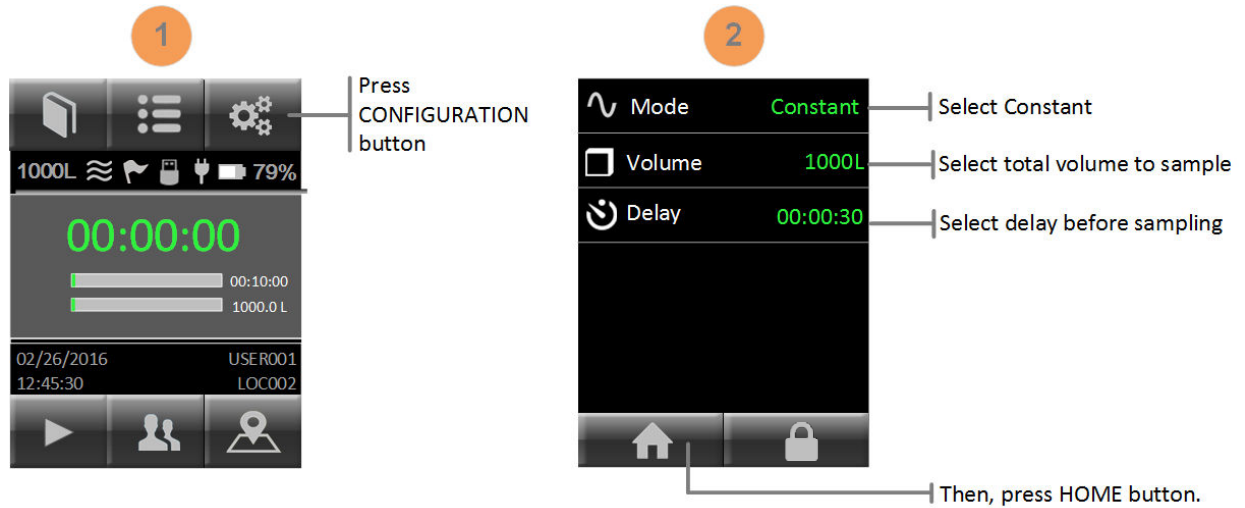 1
Press
CONFIGURATION
button
1000L 79%
00:00:00
00:10:00
1000.0 L
02/26/2016 USER001
12:45:30 LOC002
2
Mode Constant
Select Constant
Volume 1000L
Select total volume to sample
Delay 00:00:30
Select delay before sampling
Then, press HOME button.